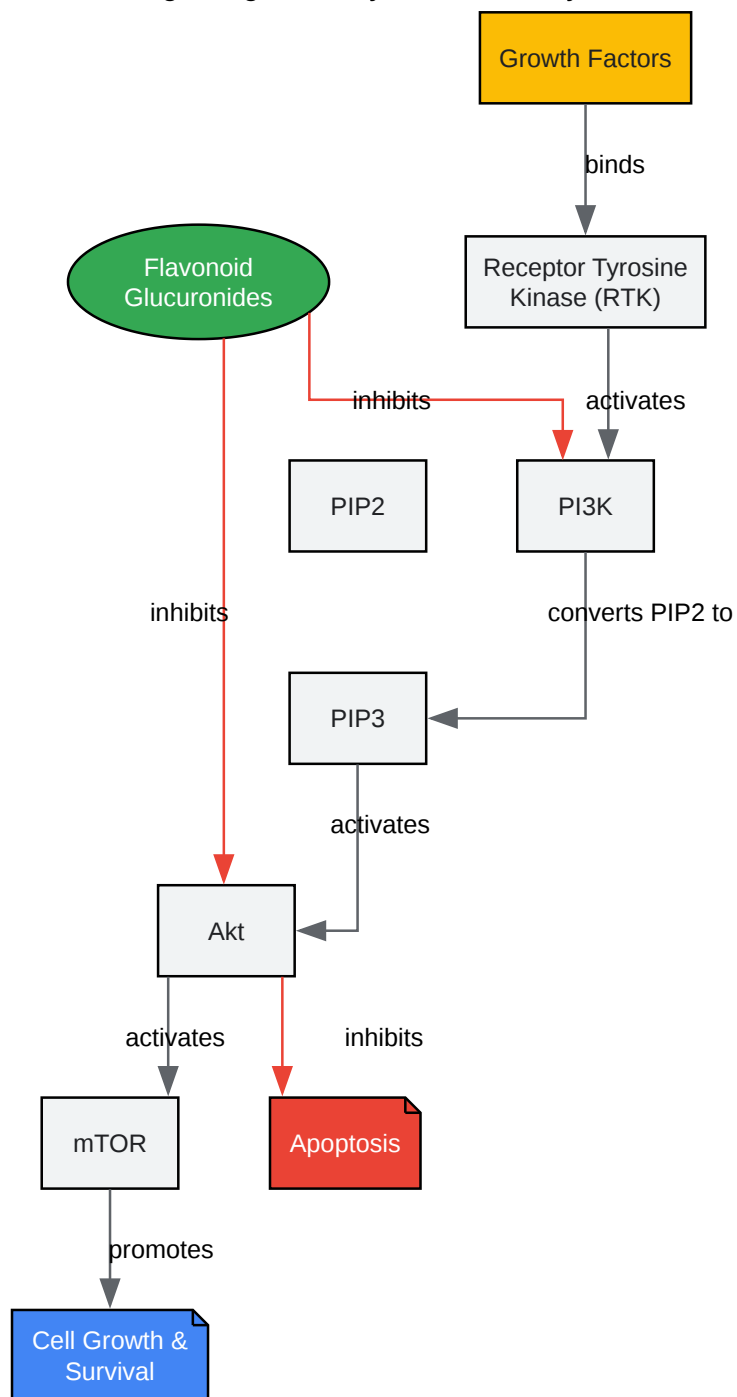 Growth Factors
binds
Flavonoid
Glucuronides
Receptor Tyrosine
Kinase (RTK)
inhibits
activates
PIP2
PI3K
inhibits
converts PIP2 to
PIP3
activates
Akt
activates
inhibits
mTOR
Apoptosis
promotes
Cell Growth &
Survival